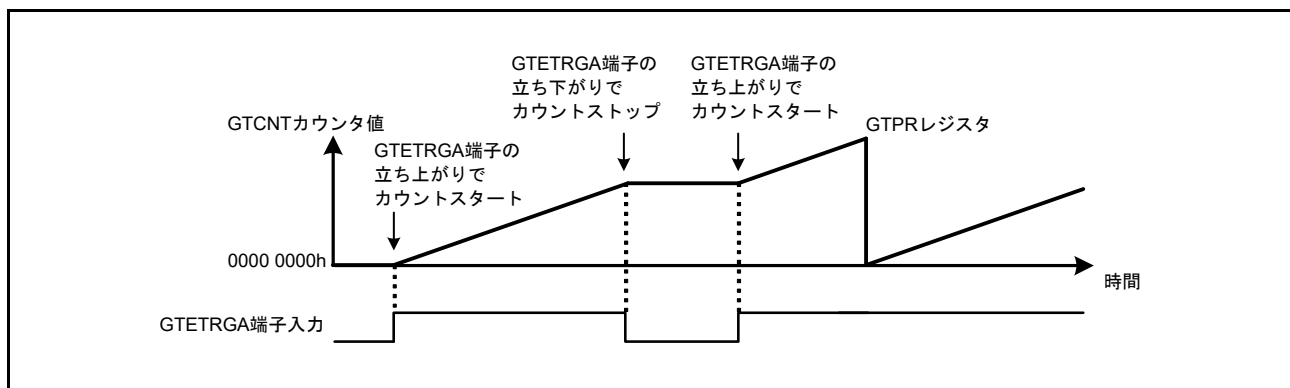 GTETRGA端子の
立ち下がりで
カウントストップ
GTETRGA端子の
立ち上がりで
カウントスタート
GTCNTカウンタ値
GTPRレジスタ
GTETRGA端子の
立ち上がりで
カウントスタート
0000 0000h
時間
GTETRGA端子入力